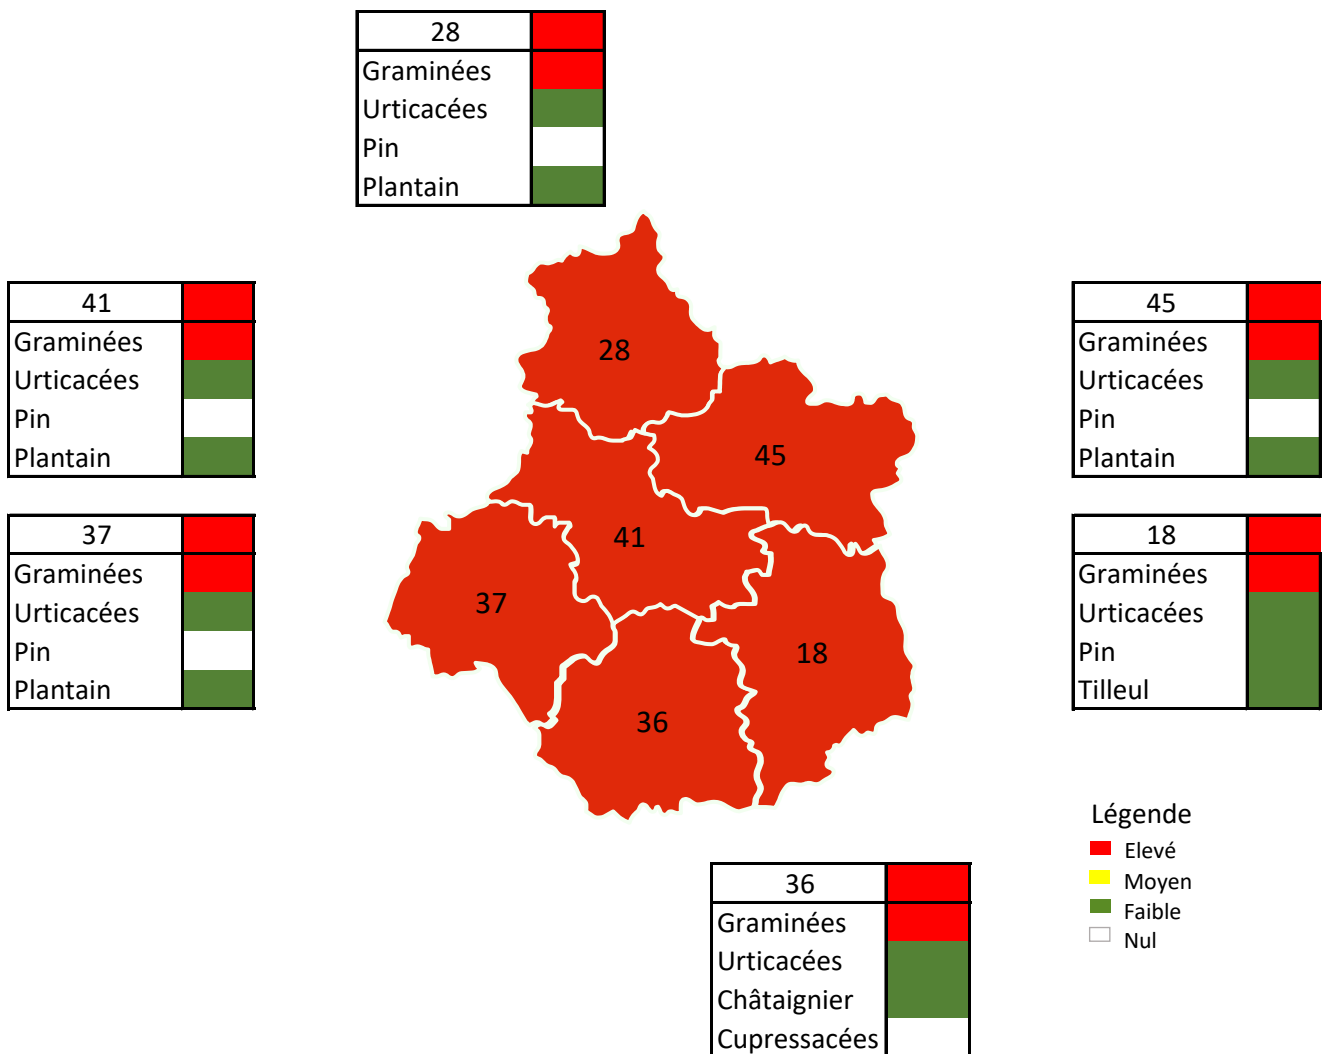 28
Graminées
Urticacées
Pin
Plantain
41
Graminées
Urticacées
Pin
Plantain
45
Graminées
Urticacées
Pin
Plantain
37
Graminées
Urticacées
Pin
Plantain
18
Graminées
Urticacées
Pin
Tilleul
28
45
41
37
18
36
Légende
Elevé
Moyen
Faible
Nul
36
Graminées
Urticacées
Châtaignier
Cupressacées